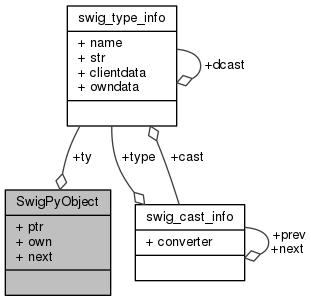 swig_type_info
+ name
+ str
+ clientdata
+ owndata
+dcast
+ty
+type
+cast
SwigPyObject
+ ptr
+ own
+ next
swig_cast_info
+ converter
+prev
+next